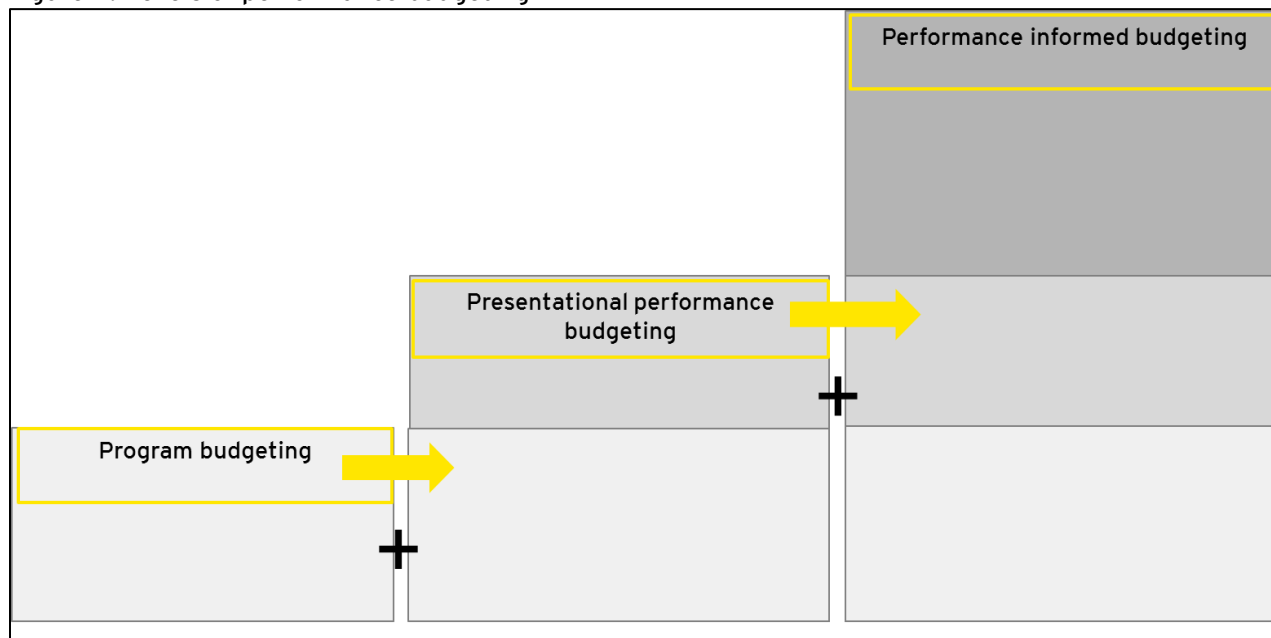 Performance informed budgeting
Presentational performance
budgeting
Program budgeting